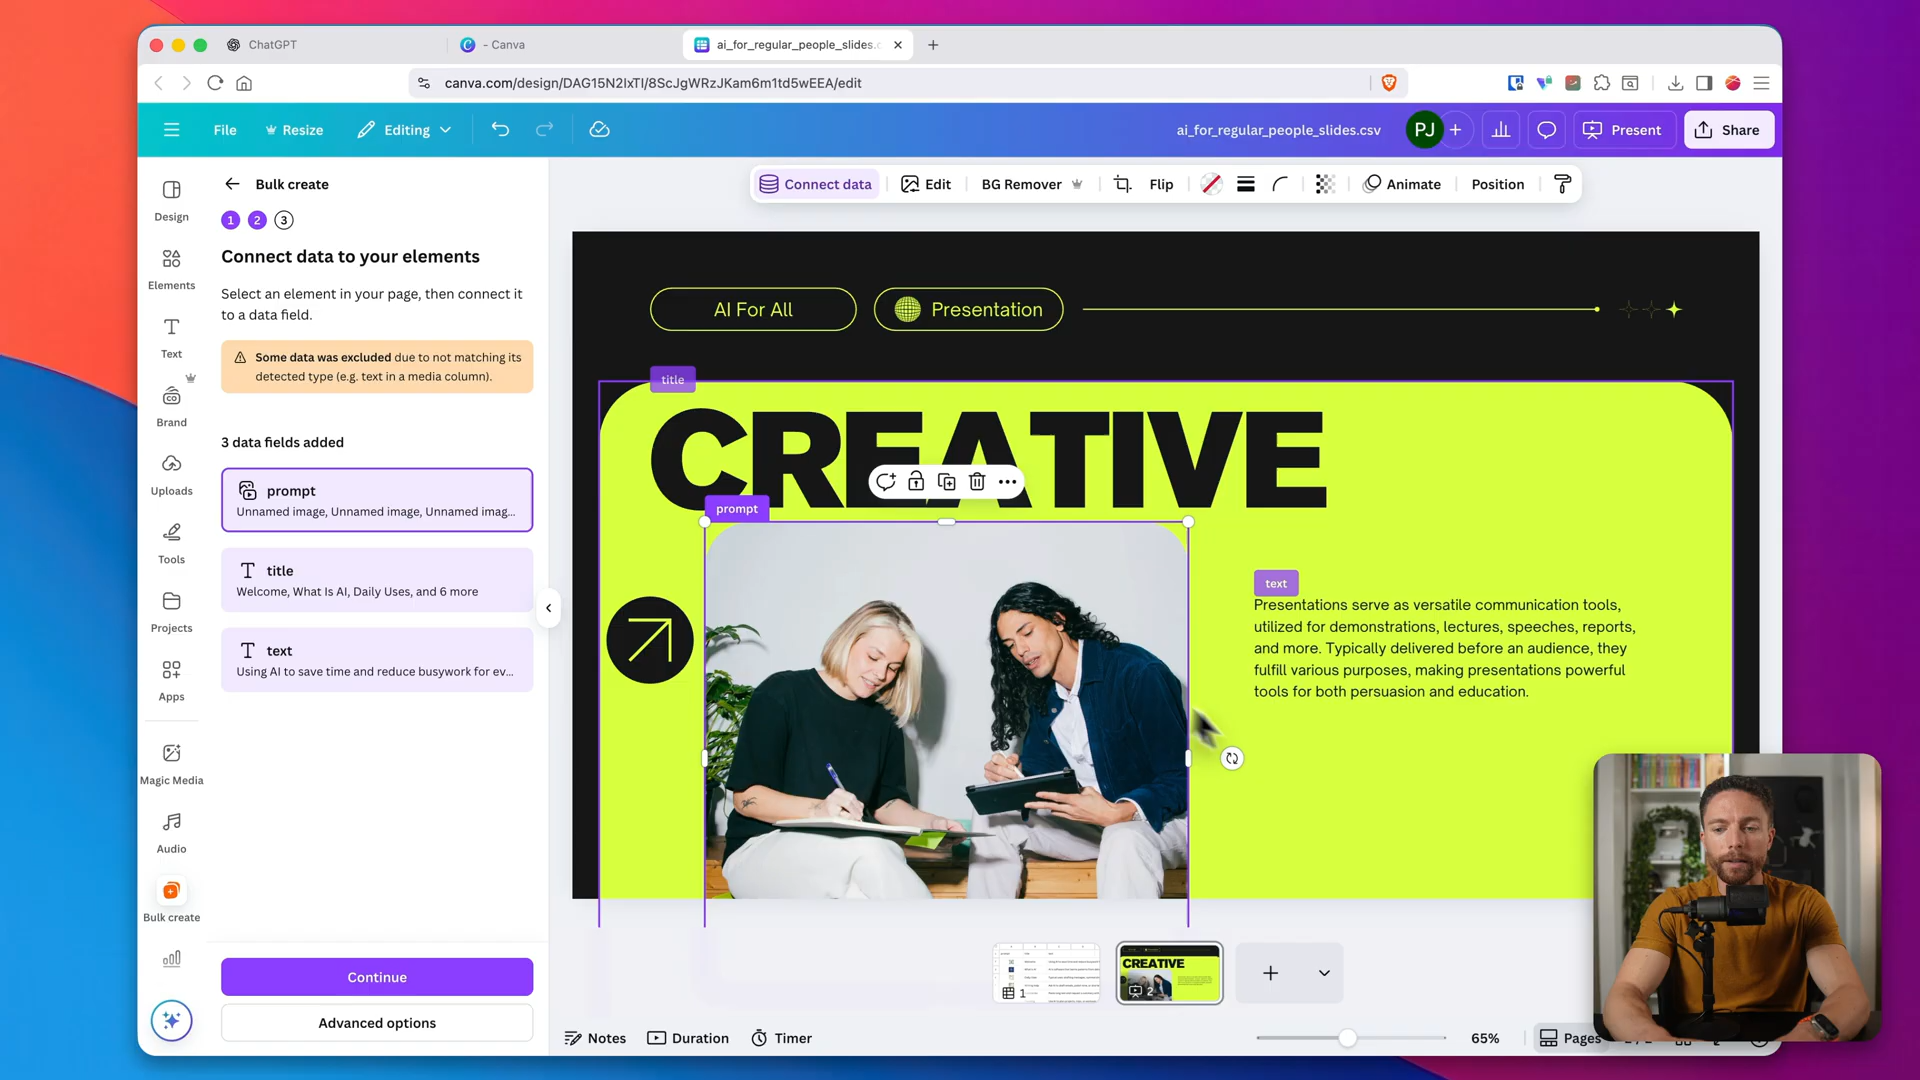 ChatGPT
- Canva
ai_for_regular_people_slides.c
canva.com/design/DAG15N2IxTI/8ScJgWRzJKam6m1td5wEEA/edit
File
Resize
Editing
ai_for_regular_people_slides.csv
PJ
Present
Share
Design
Elements
Text
Brand
Uploads
Tools
Projects
Apps
Magic Media
Audio
Bulk create
Bulk create
1 2 3
Connect data to your elements
Select an element in your page, then connect it
to a data field.
Some data was excluded due to not matching its
detected type (e.g. text in a media column).
3 data fields added
prompt
Unnamed image, Unnamed image, Unnamed imag...
title
Welcome, What Is AI, Daily Uses, and 6 more
text
Using AI to save time and reduce busywork for ev...
Continue
Advanced options
Connect data
Edit
BG Remover
Flip
Animate
Position
AI For All
Presentation
title
CREATIVE
prompt
text
Presentations serve as versatile communication tools,
utilized for demonstrations, lectures, speeches, reports,
and more. Typically delivered before an audience, they
fulfill various purposes, making presentations powerful
tools for both persuasion and education.
1
CREATIVE
2
Notes
Duration
Timer
65%
Pages